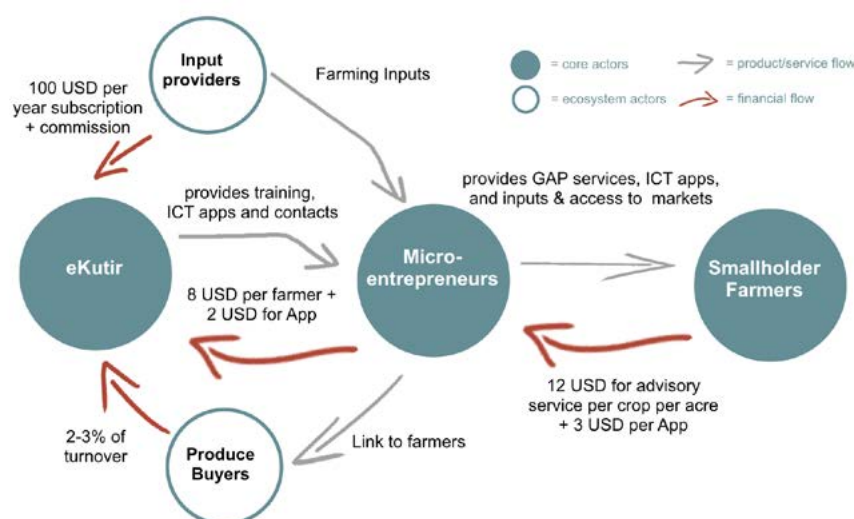 Input
providers
100 USD per
year subscription
+ commission
Farming Inputs
= core actors
= product/service flow
= ecosystem actors
= financial flow
provides training,
ICT apps and contacts
provides GAP services, ICT apps,
and inputs & access to  markets
eKutir
Micro-
entrepreneurs
Smallholder
Farmers
8 USD per farmer +
2 USD for App
12 USD for advisory
service per crop per acre
+ 3 USD per App
2-3% of
turnover
Produce
Buyers
Link to farmers